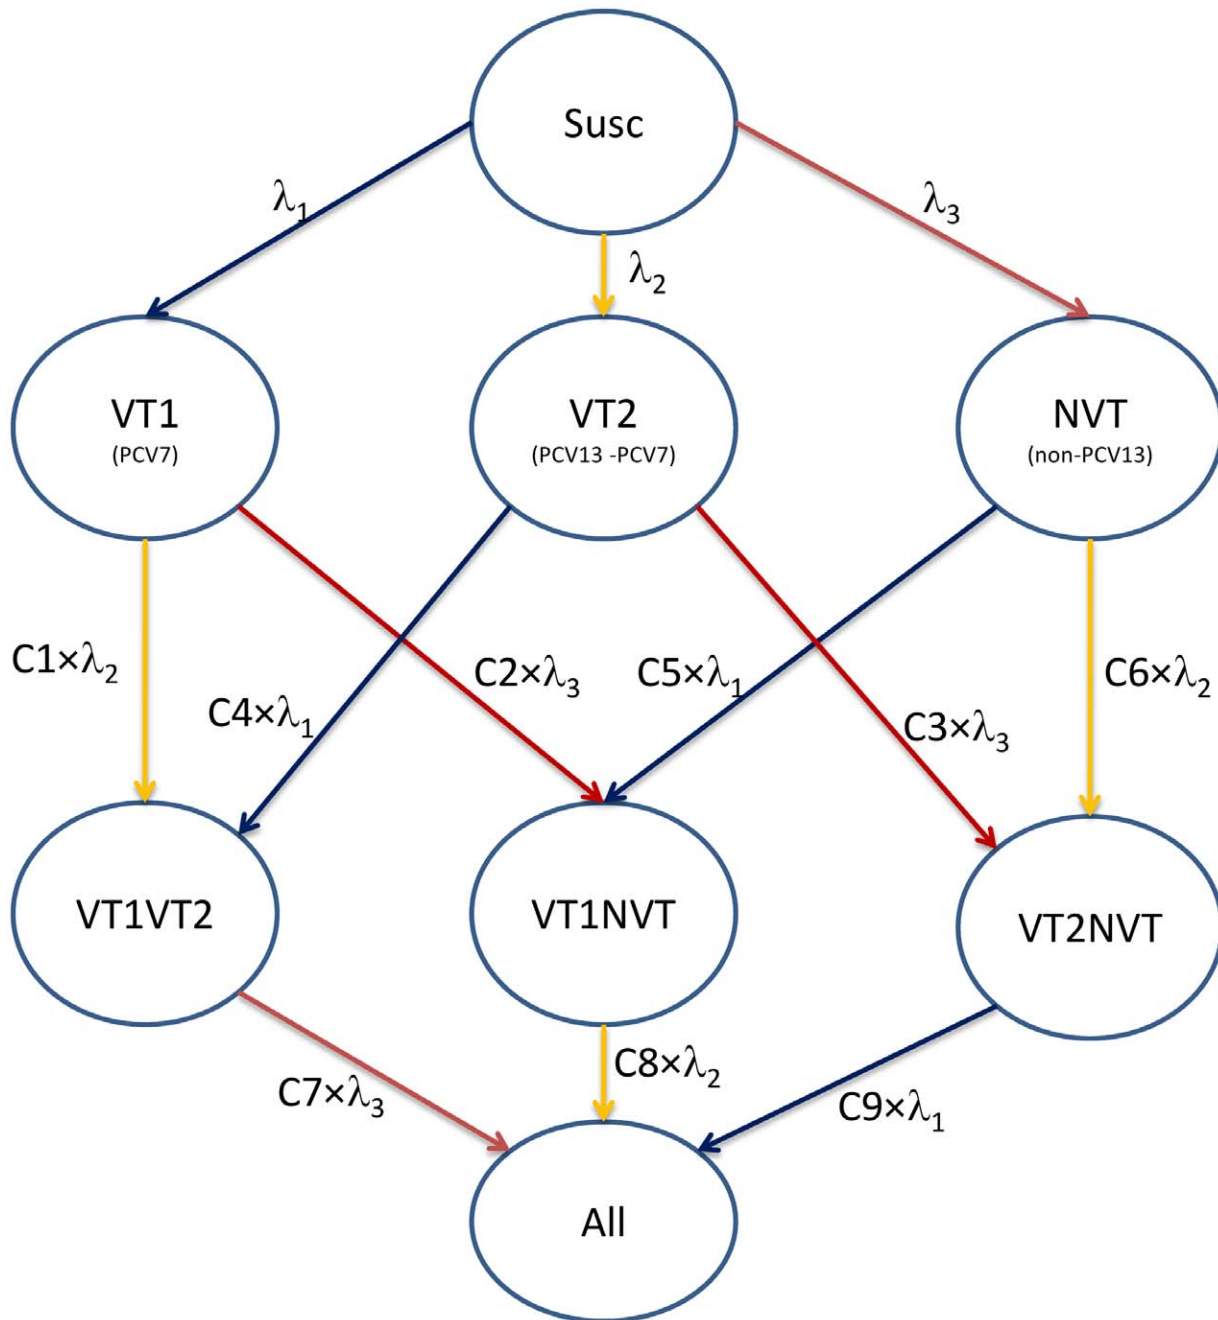 Susc
λ1
λ2
λ3
VT1
(PCV7)
VT2
(PCV13 -PCV7)
NVT
(non-PCV13)
C1×λ2
C4×λ1
C2×λ3
C5×λ1
C3×λ3
C6×λ2
VT1VT2
VT1NVT
VT2NVT
C7×λ3
C8×λ2
C9×λ1
All